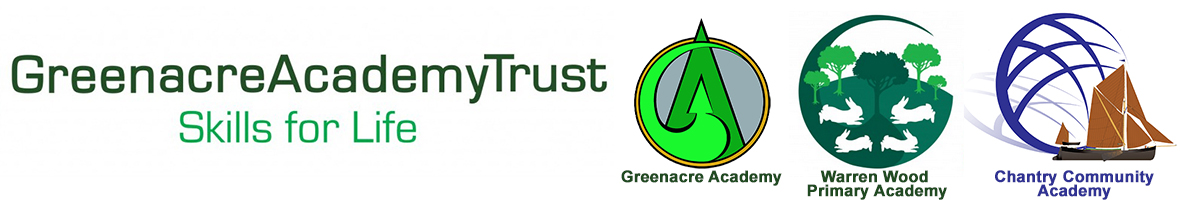 GreenacreAcademyTrust
Skills for Life
Greenacre Academy
Warren Wood
Primary Academy
Chantry Community
Academy